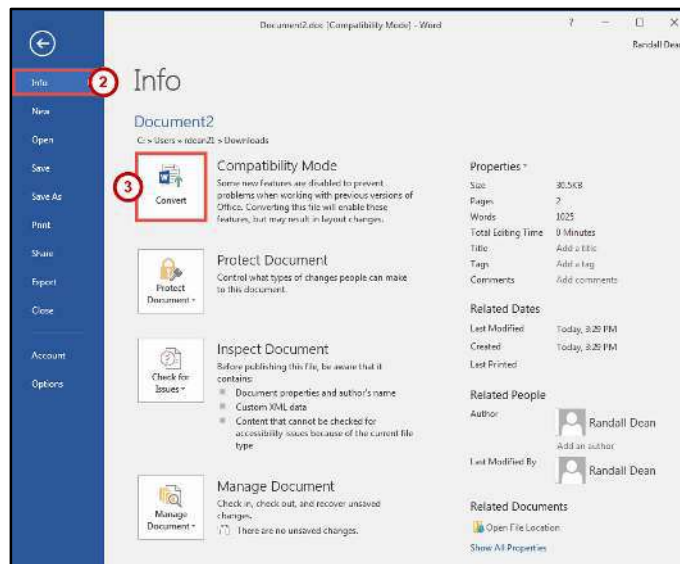 Document2.doc [Compatibility Mode] - Word
?
Randall Dean
Info
2
New
Open
Save
Save As
Print
Share
Export
Close
Account
Options
Info
Document2
C: » Users » rdean21 » Downloads
3
Convert
Compatibility Mode
Some new features are disabled to prevent
problems when working with previous versions of
Office. Converting this file will enable these
features, but may result in layout changes.
Protect
Document
Protect Document
Control what types of changes people can make
to this document.
Check for
Issues
Inspect Document
Before publishing this file, be aware that it
contains:
Document properties and author's name
Custom XML data
Content that cannot be checked for
accessibility issues because of the current file
type
Manage
Document
Manage Document
Check in, check out, and recover unsaved
changes.
There are no unsaved changes.
Properties
Size 30.5KB
Pages 2
Words 1025
Total Editing Time 0 Minutes
Title Add a title
Tags Add a tag
Comments Add comments
Related Dates
Last Modified Today, 3:29 PM
Created Today, 3:29 PM
Last Printed
Related People
Author Randall Dean
Add an author
Last Modified By Randall Dean
Related Documents
Open File Location
Show All Properties